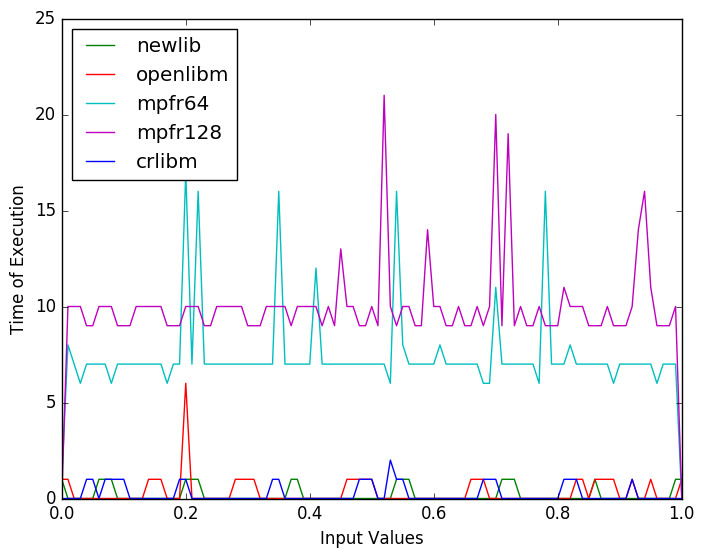 25
20
15
10
5
0
Time of Execution
newlib
openlibm
mpfr64
mpfr128
crlibm
0.0 0.2 0.4 0.6 0.8 1.0
Input Values